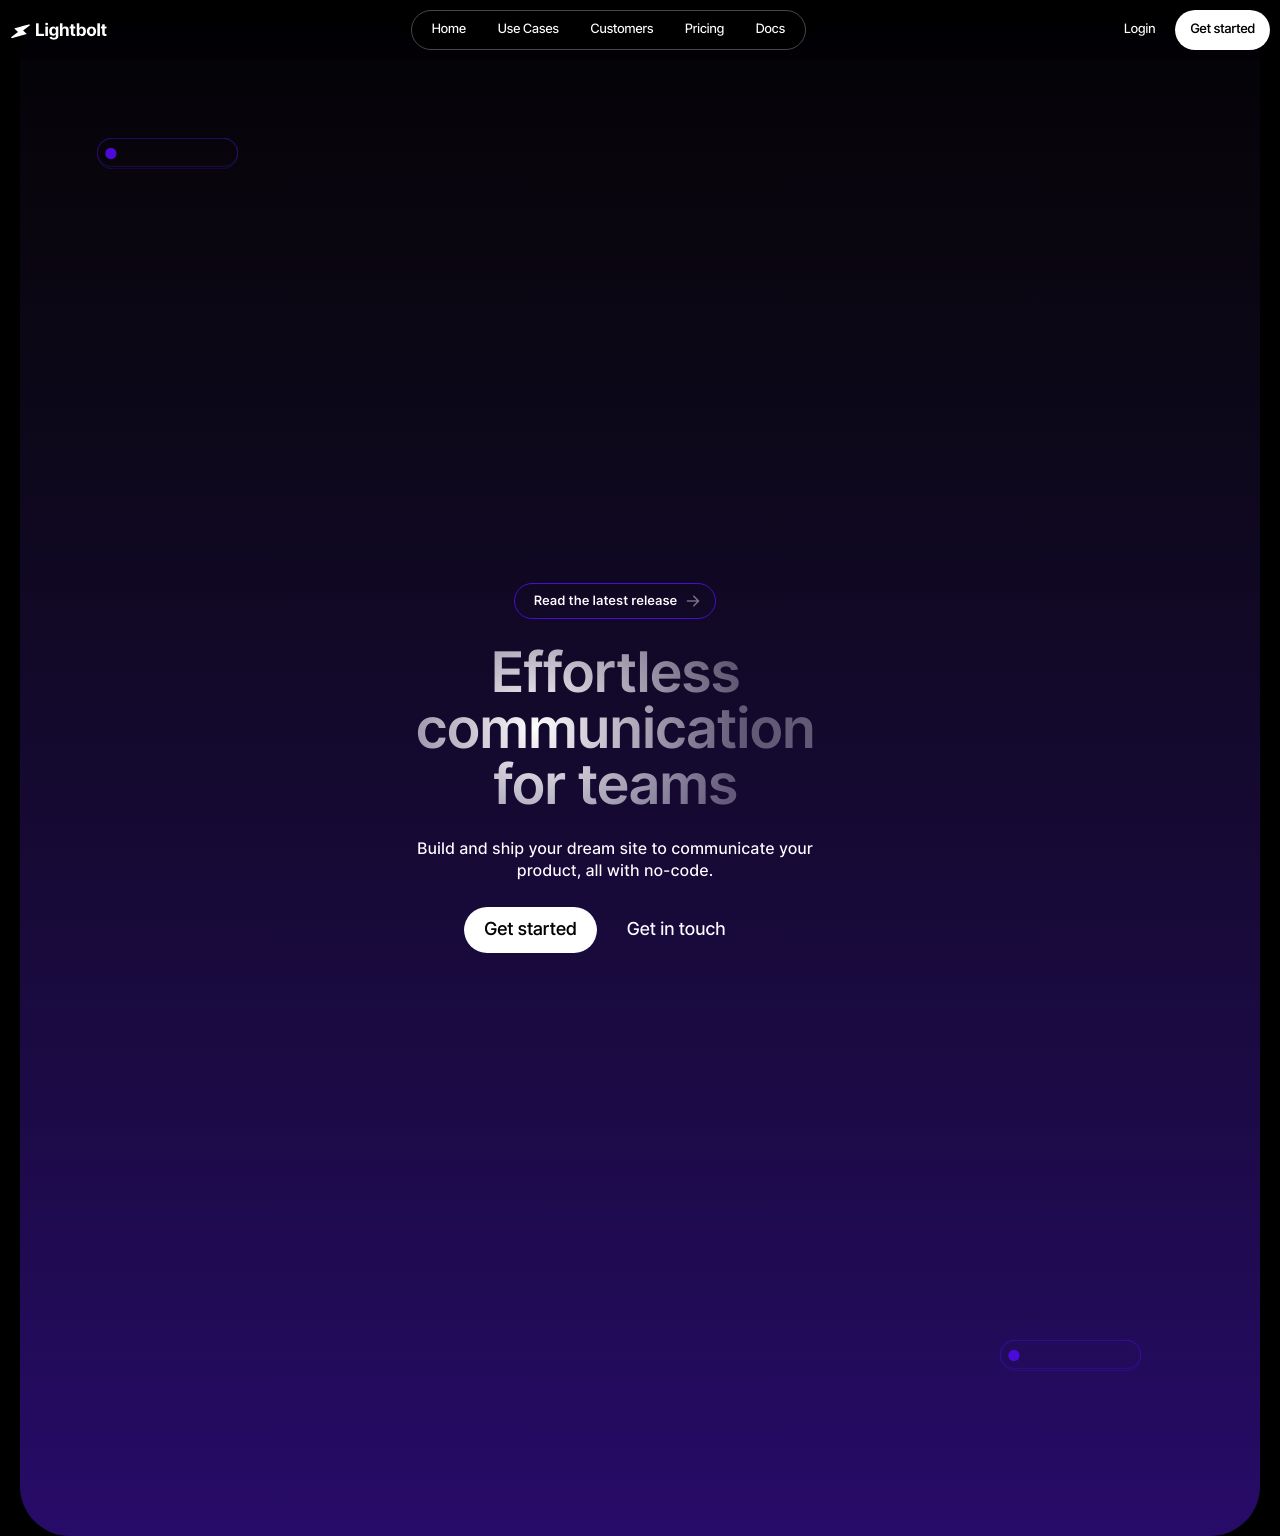 Lightbolt
Home Use Cases Customers Pricing Docs
Login Get started
Read the latest release
Effortless
communication
for teams
Build and ship your dream site to communicate your
product, all with no-code.
Get started Get in touch